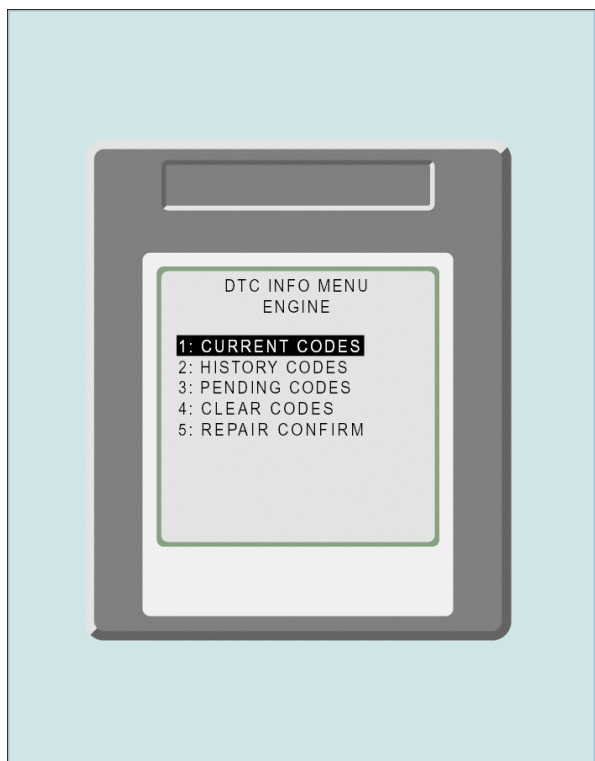 DTC INFO MENU
ENGINE
1: CURRENT CODES
2: HISTORY CODES
3: PENDING CODES
4: CLEAR CODES
5: REPAIR CONFIRM